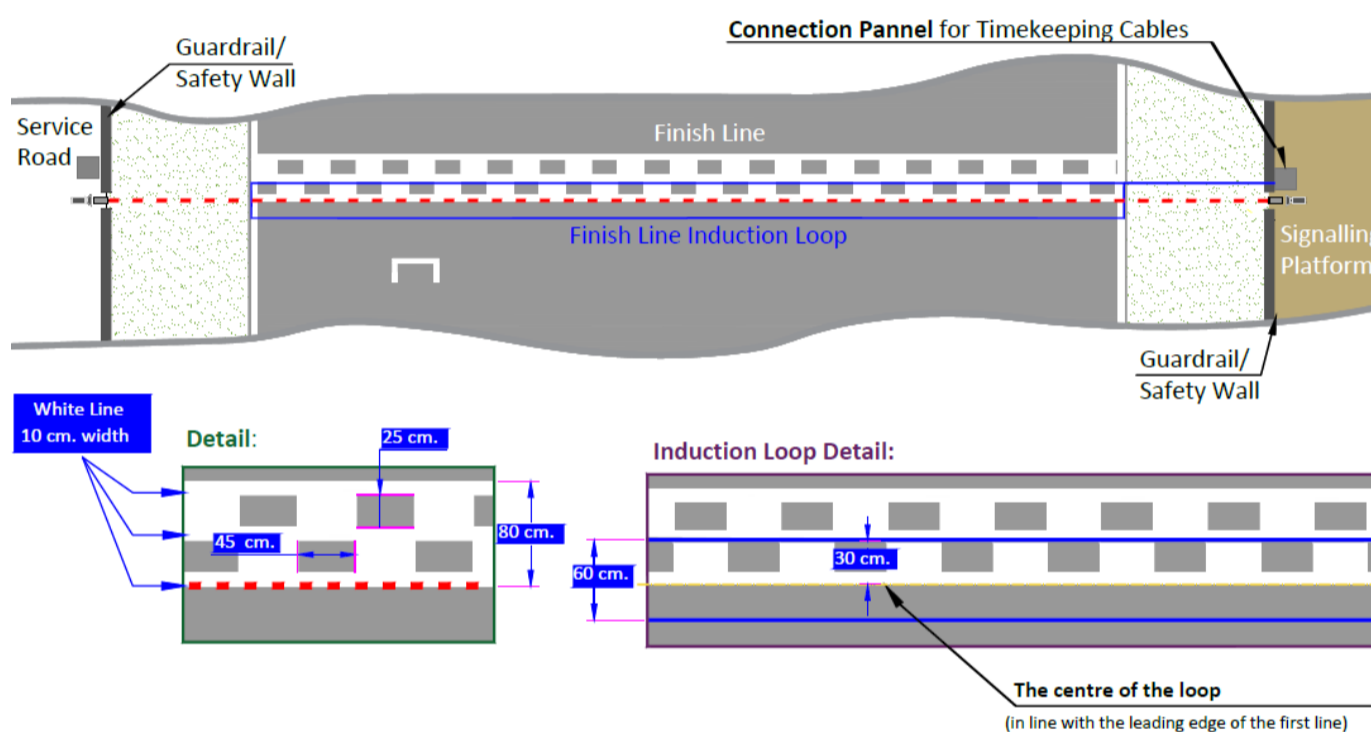 Connection Pannel for Timekeeping Cables
Guardrail/
Safety Wall
Service
Road
Finish Line
Finish Line Induction Loop
Signalling
Platform
Guardrail/
Safety Wall
White Line
10 cm. width
Detail:
25 cm.
45 cm.
80 cm.
Induction Loop Detail:
30 cm.
60 cm.
The centre of the loop
(in line with the leading edge of the first line)